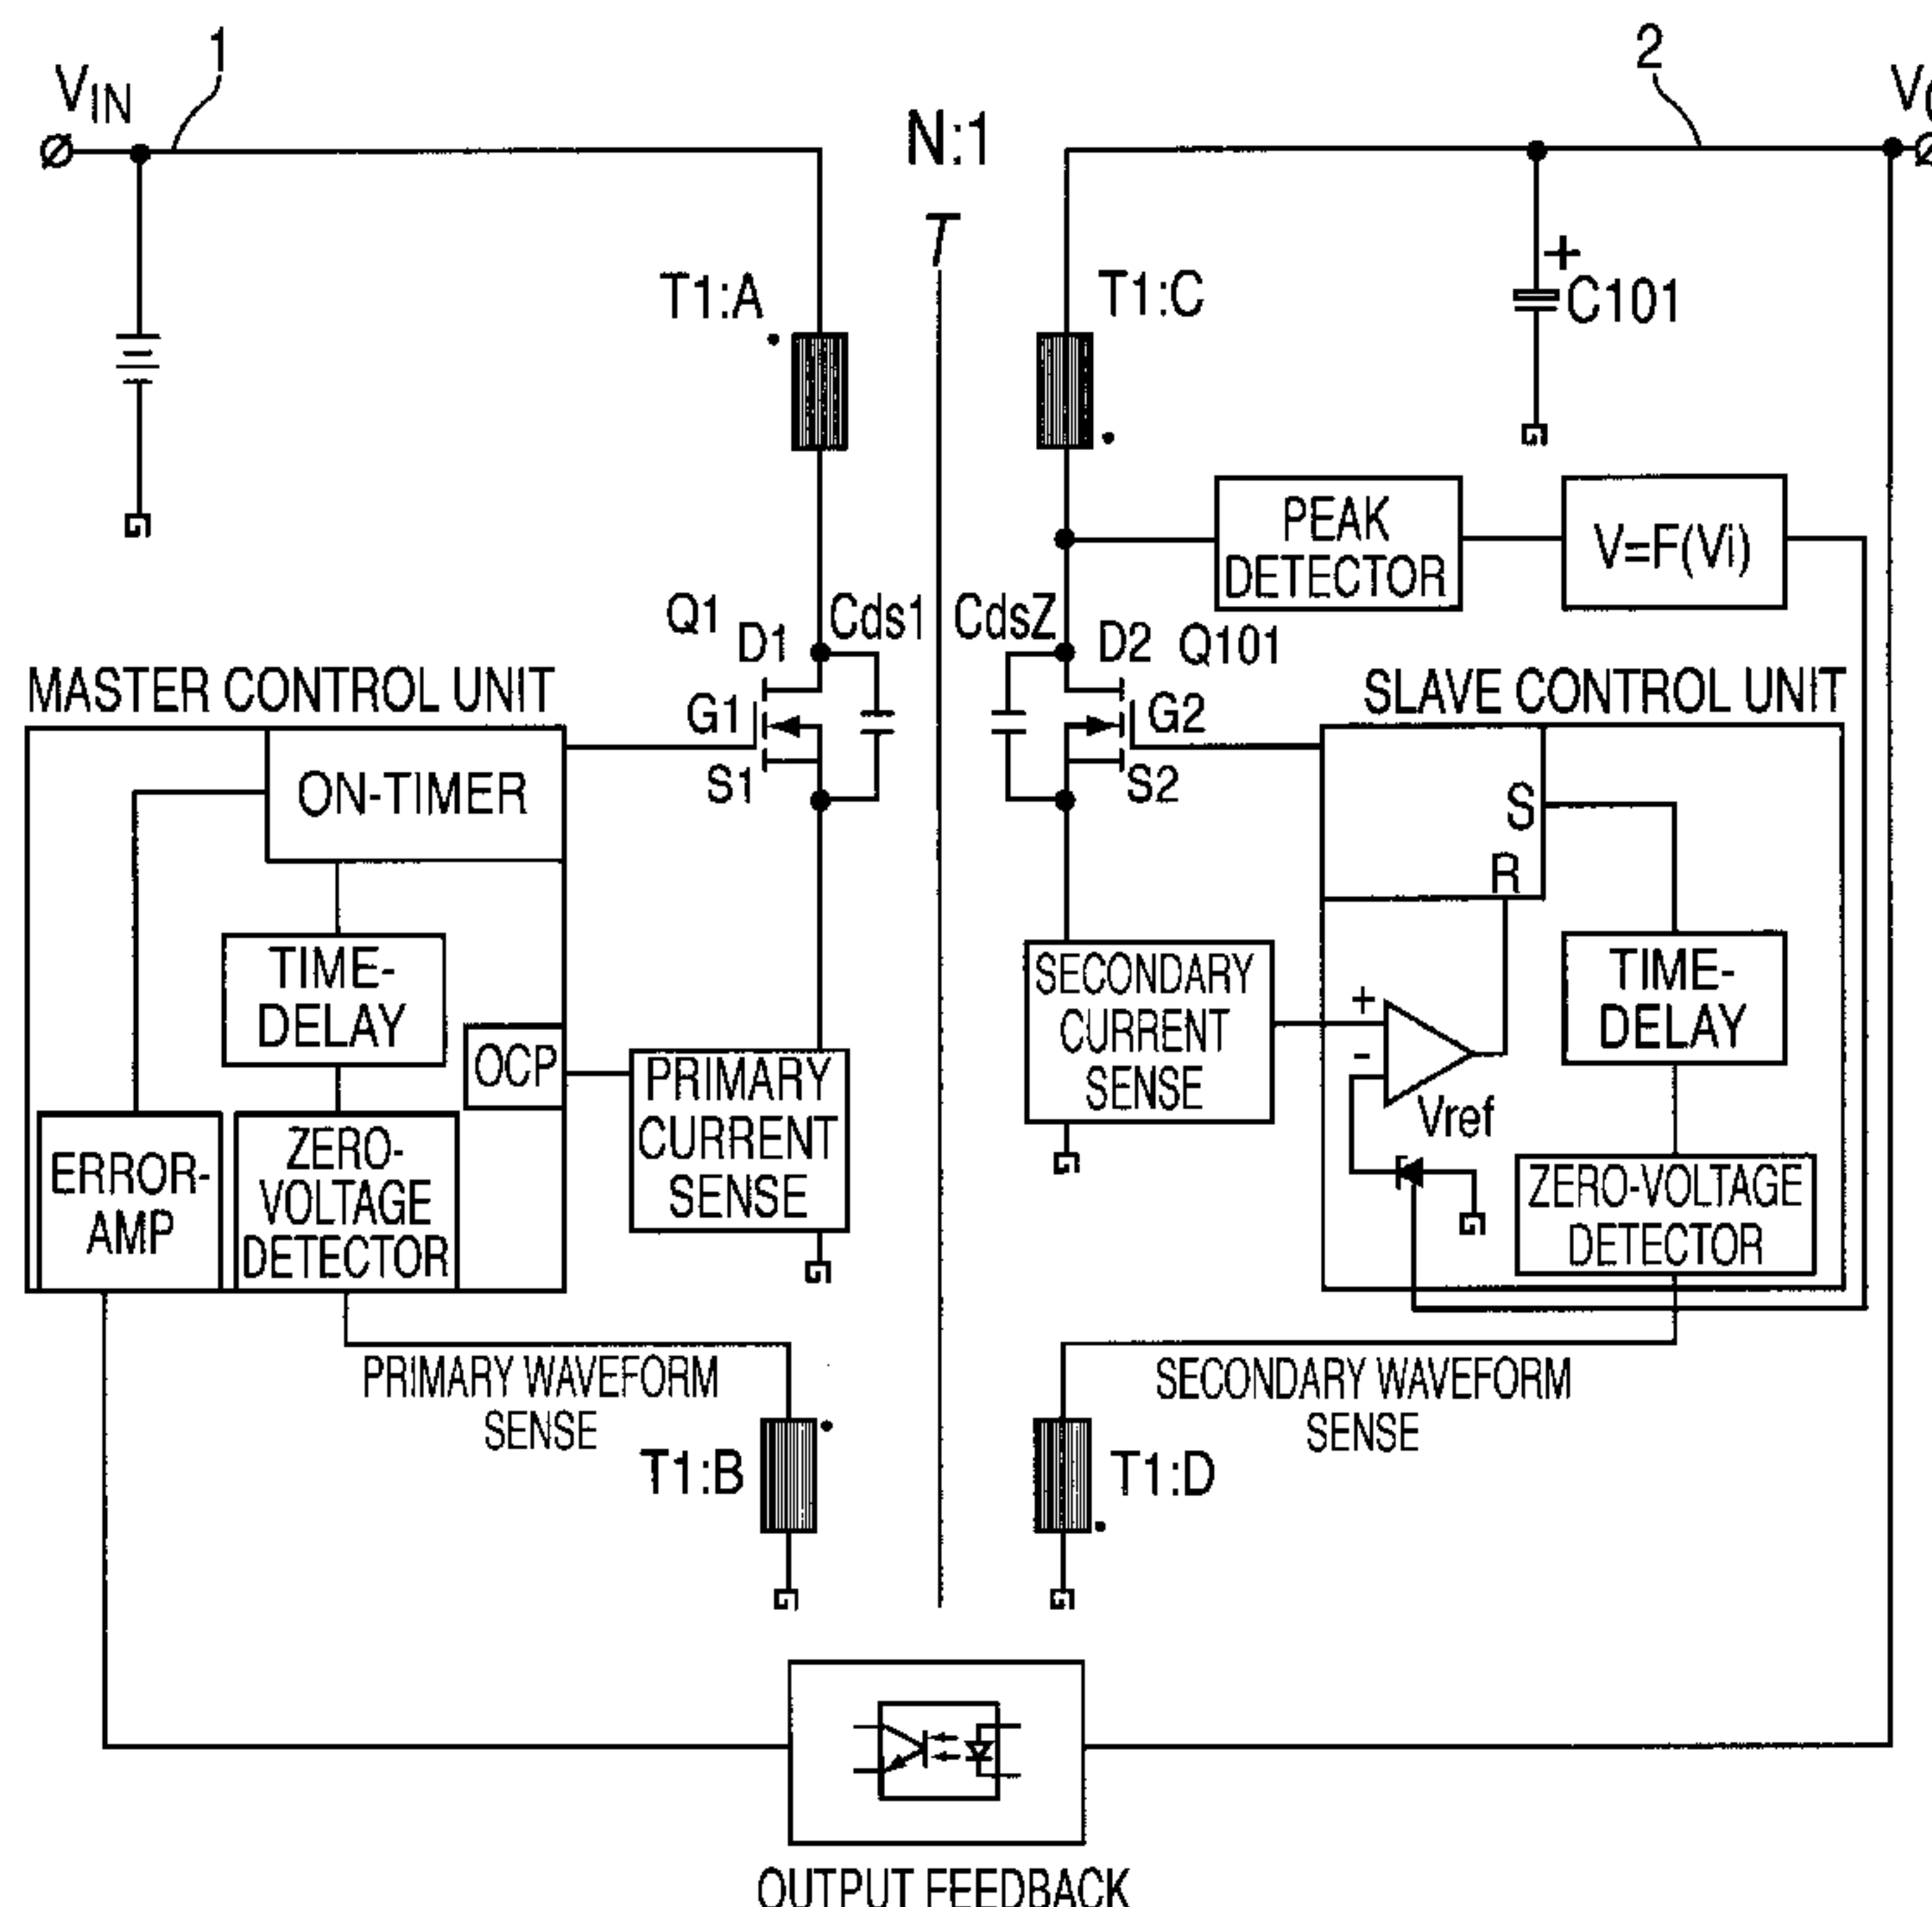 1
2
VIN
N:1
T
T1:A
T1:C
+
C101
PEAK
DETECTOR
V=F(Vi)
Q1
D1
Cds1
CdsZ
D2
Q101
MASTER CONTROL UNIT
SLAVE CONTROL UNIT
G1
G2
S1
S2
ON-TIMER
S
R
TIME-
DELAY
OCP
PRIMARY
CURRENT
SENSE
SECONDARY
CURRENT
SENSE
+
-
Vref
TIME-
DELAY
ERROR-
AMP
ZERO-
VOLTAGE
DETECTOR
ZERO-VOLTAGE
DETECTOR
PRIMARY WAVEFORM
SENSE
SECONDARY WAVEFORM
SENSE
T1:B
T1:D
OUTPUT FEEDBACK